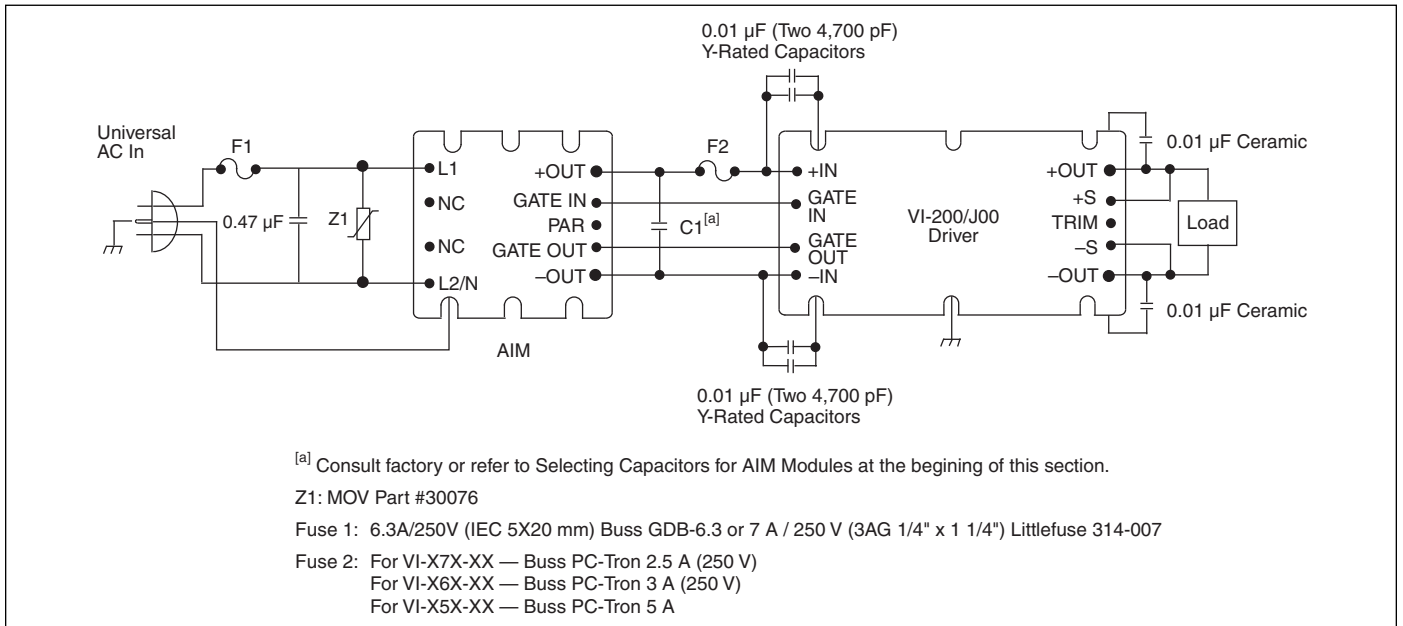 0.01 µF (Two 4,700 pF)
Y-Rated Capacitors
Universal
AC In
F1
0.47 µF
Z1
L1
NC
NC
L2/N
+OUT
GATE IN
PAR
GATE OUT
–OUT
AIM
C1[a]
F2
+IN
GATE
IN
GATE
OUT
–IN
VI-200/J00
Driver
+OUT
+S
TRIM
–S
–OUT
0.01 µF Ceramic
Load
0.01 µF Ceramic
0.01 µF (Two 4,700 pF)
Y-Rated Capacitors
[a] Consult factory or refer to Selecting Capacitors for AIM Modules at the begining of this section.
Z1: MOV Part #30076
Fuse 1: 6.3A/250V (IEC 5X20 mm) Buss GDB-6.3 or 7 A / 250 V (3AG 1/4" x 1 1/4") Littlefuse 314-007
Fuse 2: For VI-X7X-XX — Buss PC-Tron 2.5 A (250 V)
For VI-X6X-XX — Buss PC-Tron 3 A (250 V)
For VI-X5X-XX — Buss PC-Tron 5 A